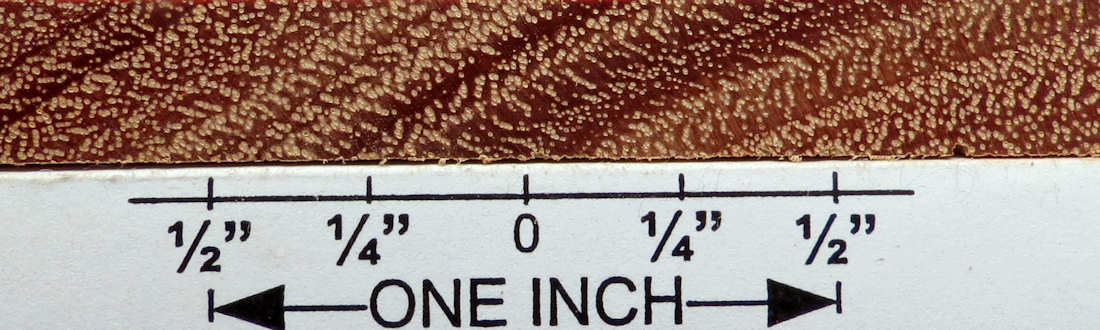 ½” ¼” 0 ¼” ½”
ONE INCH